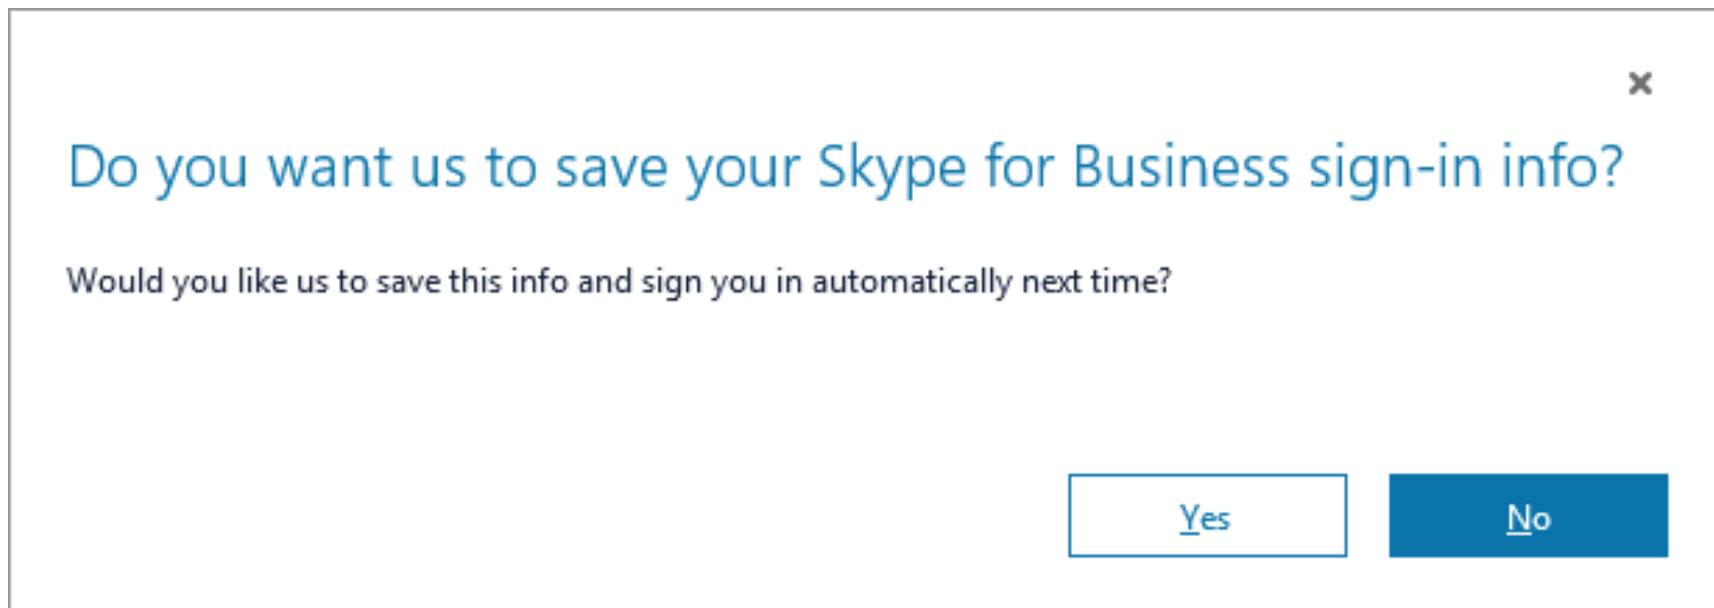 Do you want us to save your Skype for Business sign-in info?
Would you like us to save this info and sign you in automatically next time?
Yes
No